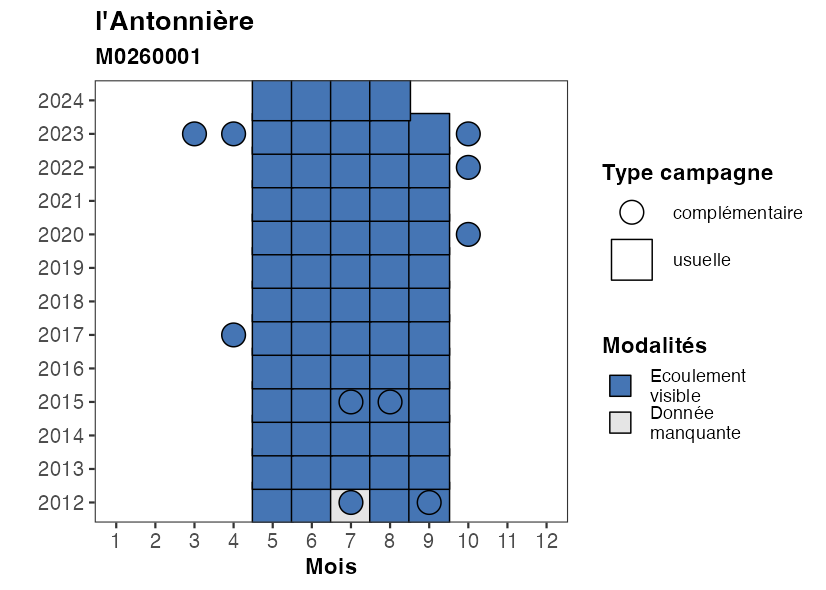 l'Antonnière
M0260001
2024
2023
2022
2021
2020
2019
2018
2017
2016
2015
2014
2013
2012
1 2 3 4 5 6 7 8 9 10 11 12
Mois
Type campagne
complémentaire
usuelle
Modalités
Ecoulement
visible
Donnée
manquante